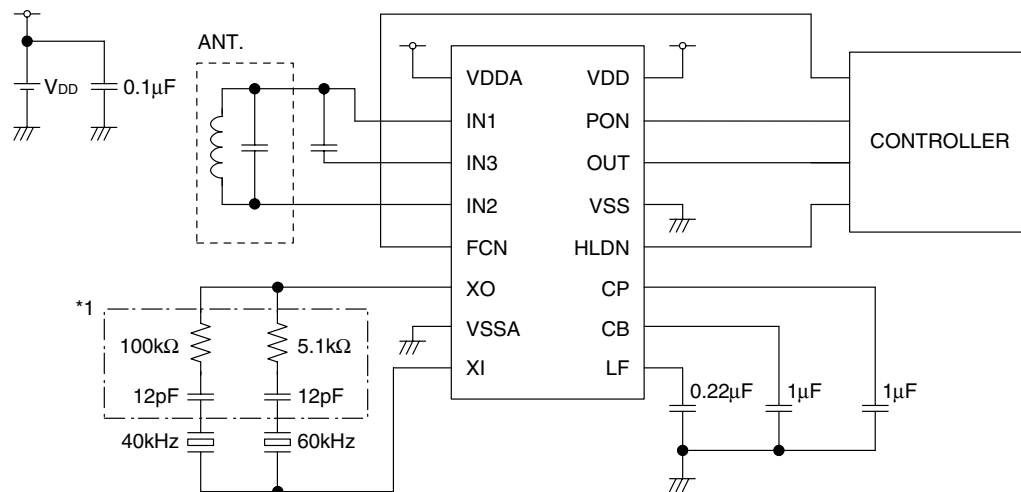 ANT.
VDD
0.1µF
VDDA
VDD
IN1
PON
CONTROLLER
IN3
OUT
IN2
VSS
FCN
HLDN
XO
CP
*1
VSSA
CB
100kΩ
5.1kΩ
XI
LF
12pF
12pF
0.22µF
1µF
1µF
40kHz
60kHz